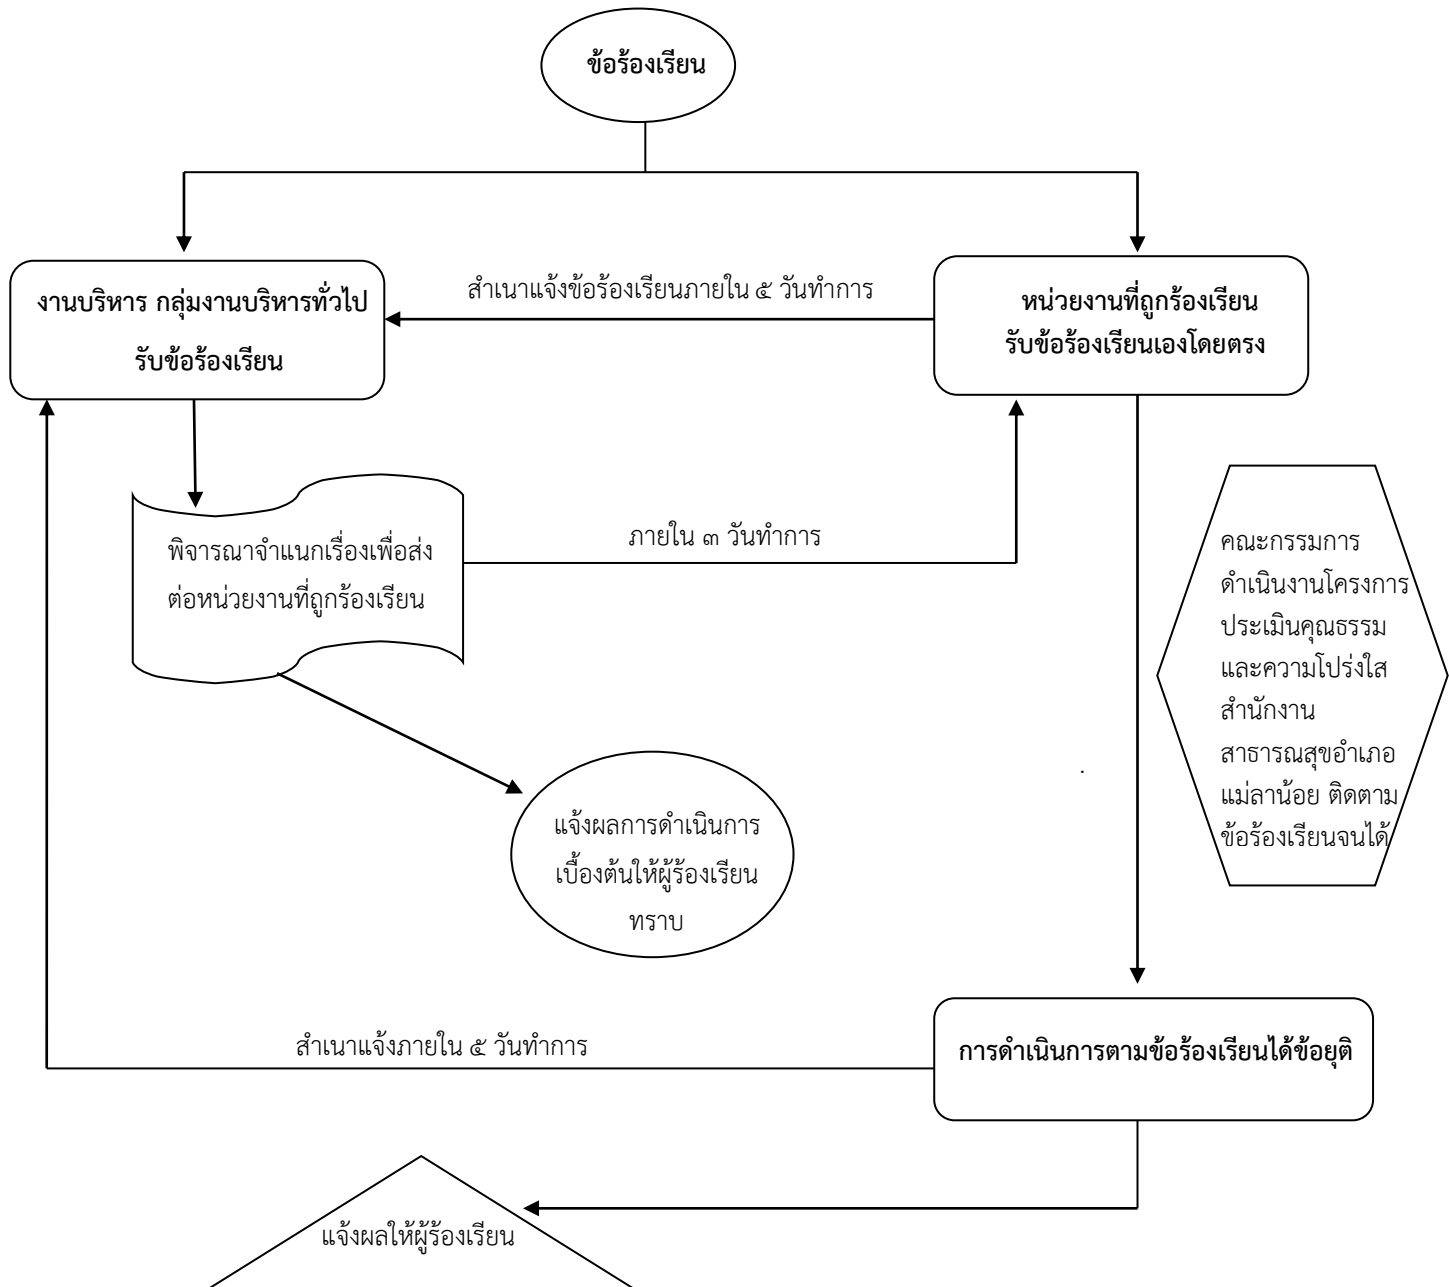 ข้อร้องเรียน
สำเนาแจ้งข้อร้องเรียนภายใน ๕ วันทำการ
งานบริหาร กลุ่มงานบริหารทั่วไป
รับข้อร้องเรียน
หน่วยงานที่ถูกร้องเรียน
รับข้อร้องเรียนเองโดยตรง
พิจารณาจำแนกเรื่องเพื่อส่ง
ต่อหน่วยงานที่ถูกร้องเรียน
ภายใน ๓ วันทำการ
คณะกรรมการ
ดำเนินงานโครงการ
ประเมินคุณธรรม
และความโปร่งใส
สำนักงาน
สาธารณสุขอำเภอ
แม่ลาน้อย ติดตาม
ข้อร้องเรียนจนได้
แจ้งผลการดำเนินการ
เบื้องต้นให้ผู้ร้องเรียน
ทราบ
สำเนาแจ้งภายใน ๕ วันทำการ
การดำเนินการตามข้อร้องเรียนได้ข้อยุติ
แจ้งผลให้ผู้ร้องเรียน